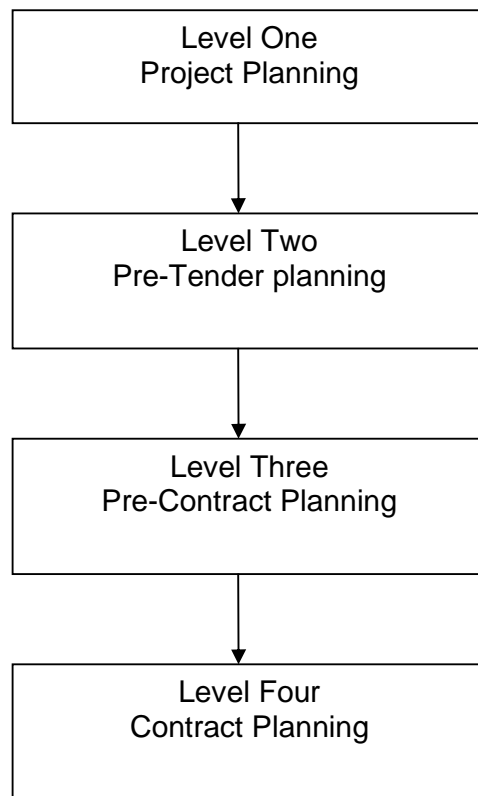 Level One
Project Planning
Level Two
Pre-Tender planning
Level Three
Pre-Contract Planning
Level Four
Contract Planning